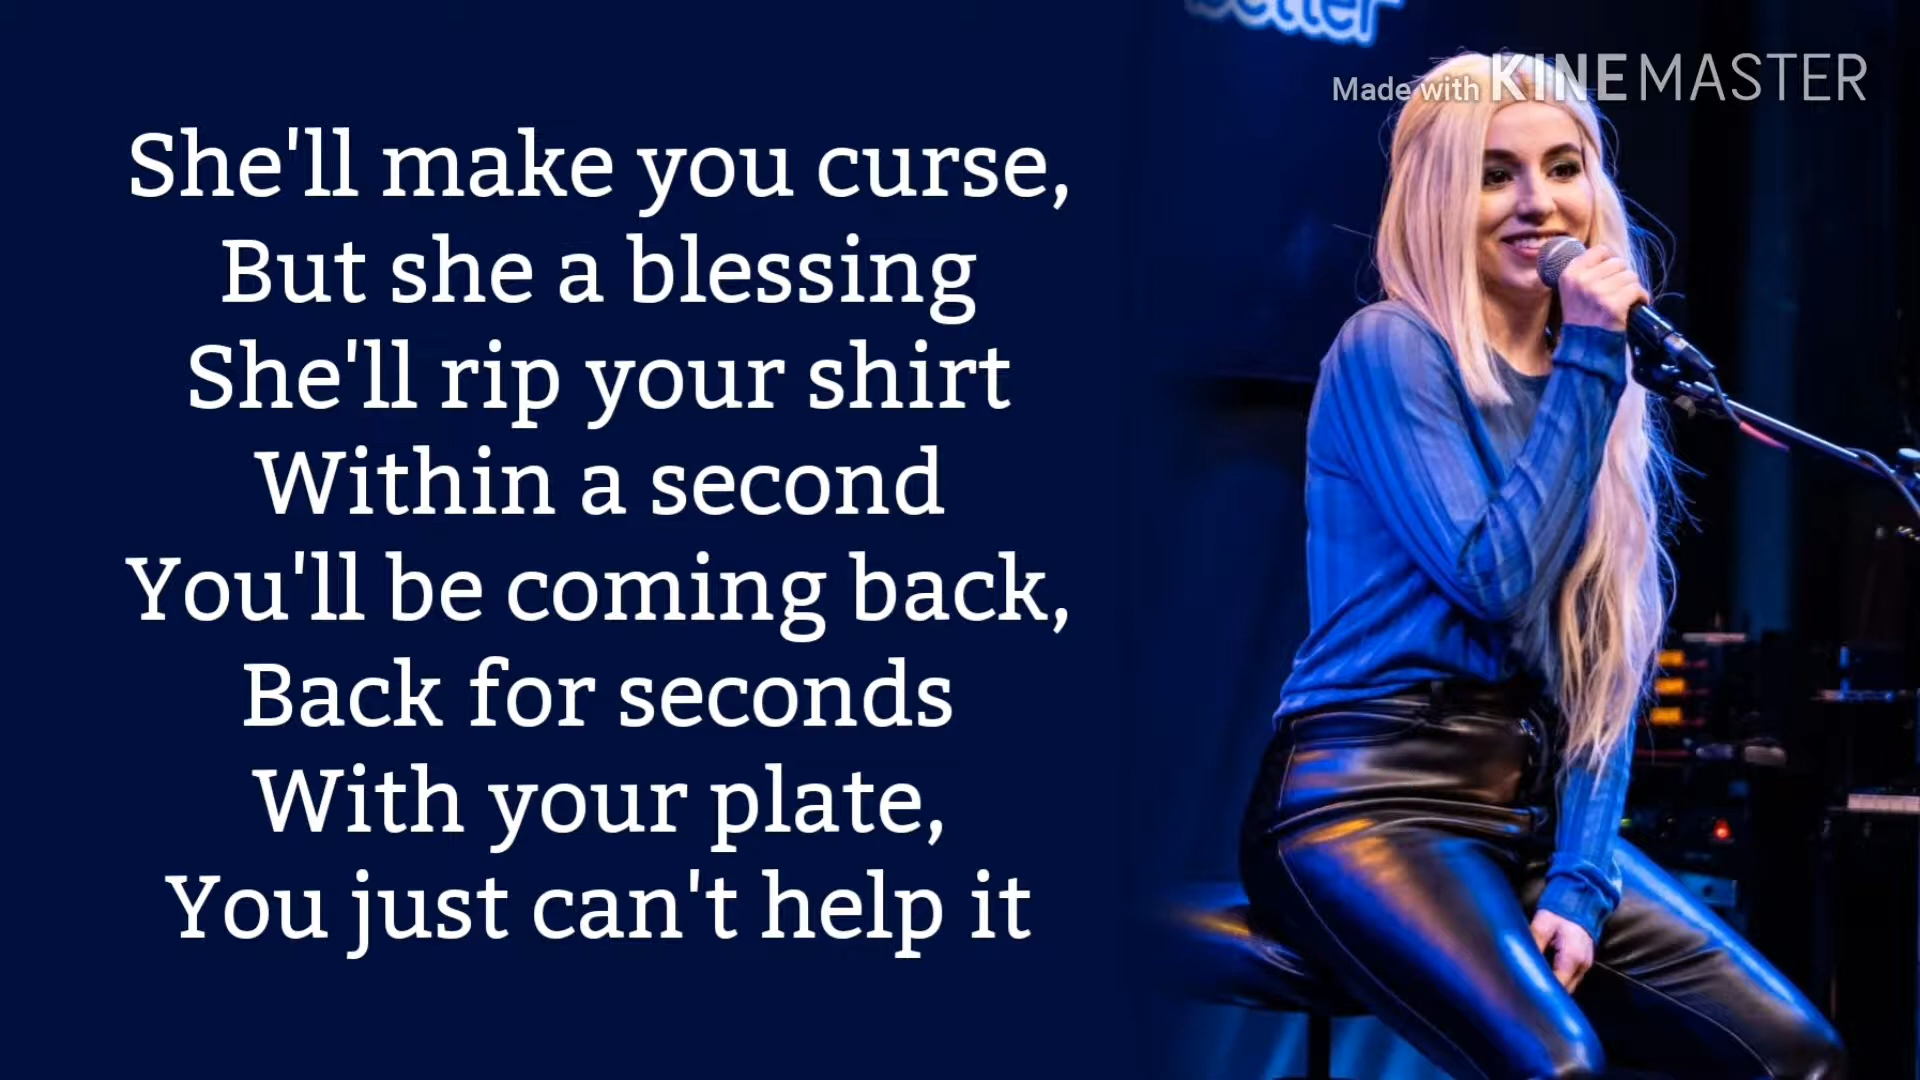 better
Made with KINEMASTER
She'll make you curse,
But she a blessing
She'll rip your shirt
Within a second
You'll be coming back,
Back for seconds
With your plate,
You just can't help it